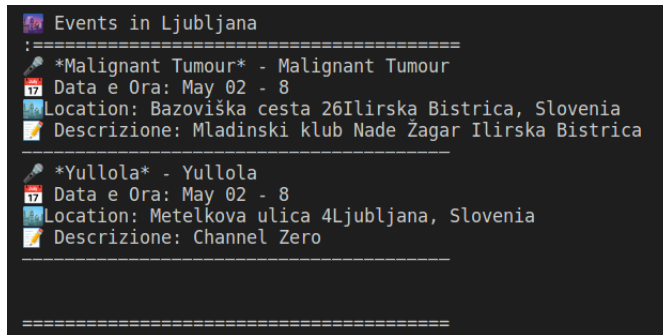 🌆 Events in Ljubljana
:========================================
🎤 *Malignant Tumour* - Malignant Tumour
📅 Data e Ora: May 02 - 8
🏙️Location: Bazoviška cesta 26Ilirska Bistrica, Slovenia
📝 Descrizione: Mladinski klub Nade Žagar Ilirska Bistrica
————————————————————————————————————————
🎤 *Yullola* - Yullola
📅 Data e Ora: May 02 - 8
🏙️Location: Metelkova ulica 4Ljubljana, Slovenia
📝 Descrizione: Channel Zero
————————————————————————————————————————
========================================